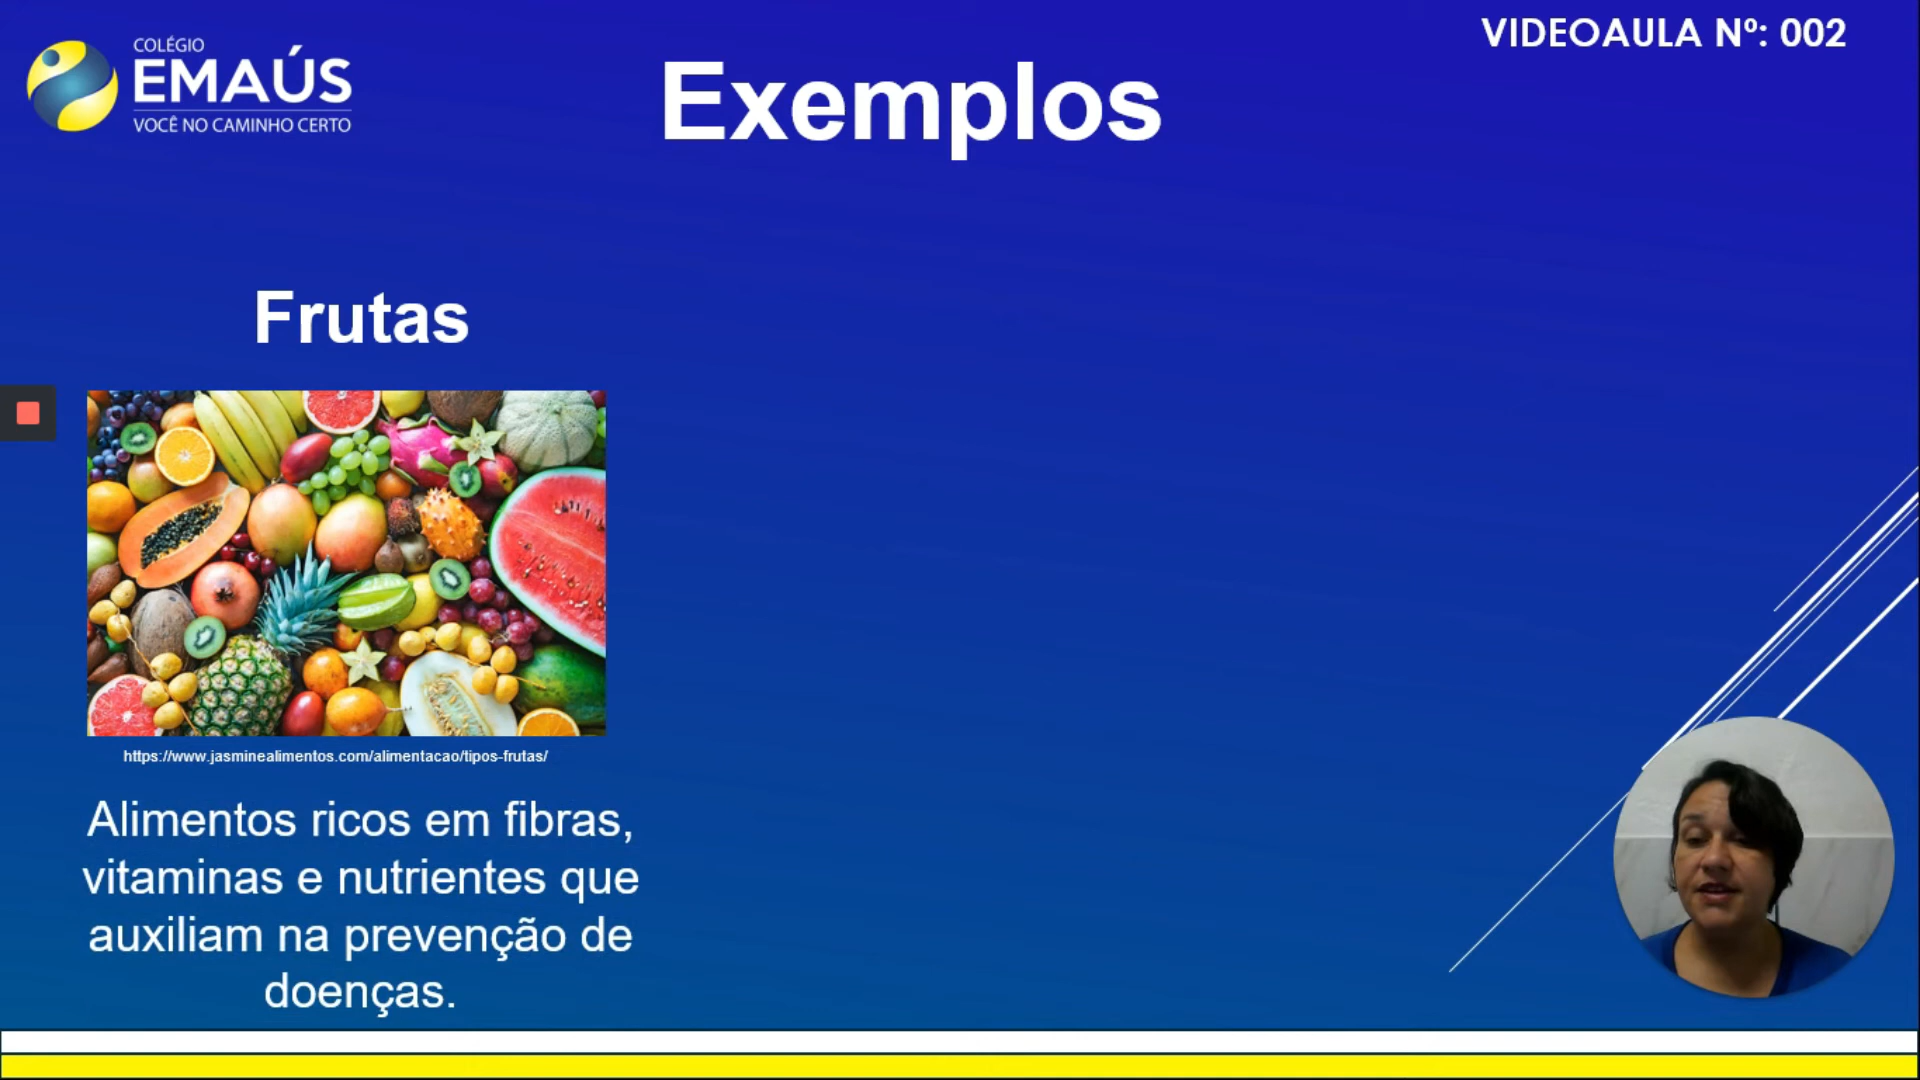 COLÉGIO
EMAÚS
VOCÊ NO CAMINHO CERTO
VIDEOAULA Nº: 002
Exemplos
Frutas
https://www.jasminealimentos.com/alimentacao/tipos-frutas/
Alimentos ricos em fibras,
vitaminas e nutrientes que
auxiliam na prevenção de
doenças.